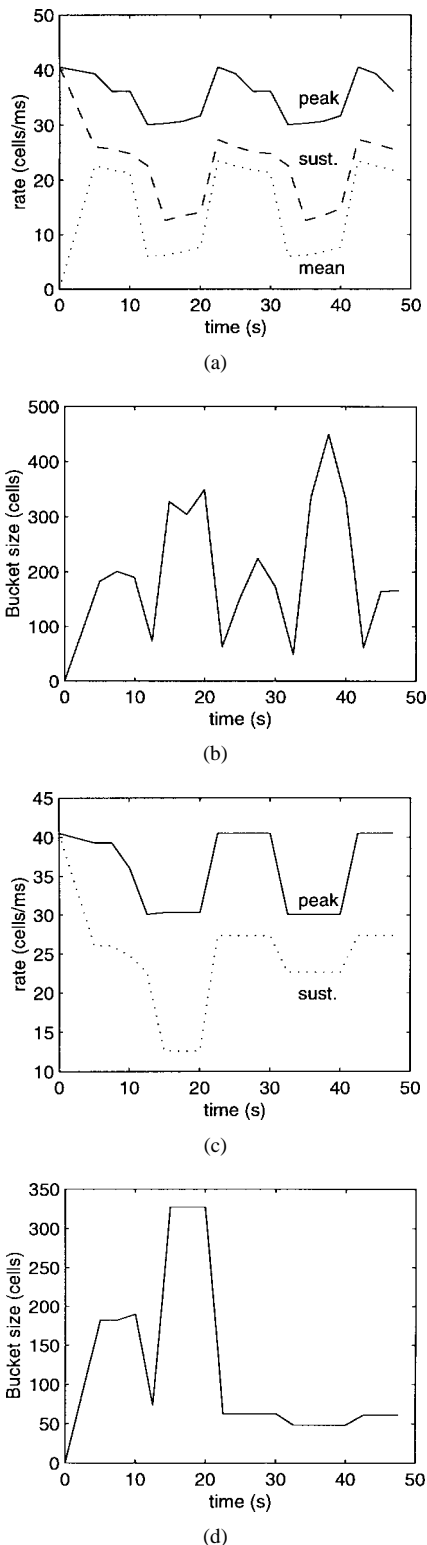 50
40
30
20
10
0
rate (cells/ms)
peak
sust.
mean
0 10 20 30 40 50
time (s)
(a)
500
400
300
200
100
0
Bucket size (cells)
0 10 20 30 40 50
time (s)
(b)
45
40
35
30
25
20
15
10
rate (cells/ms)
peak
sust.
0 10 20 30 40 50
time (s)
(c)
350
300
250
200
150
100
50
0
Bucket size (cells)
0 10 20 30 40 50
time (s)
(d)